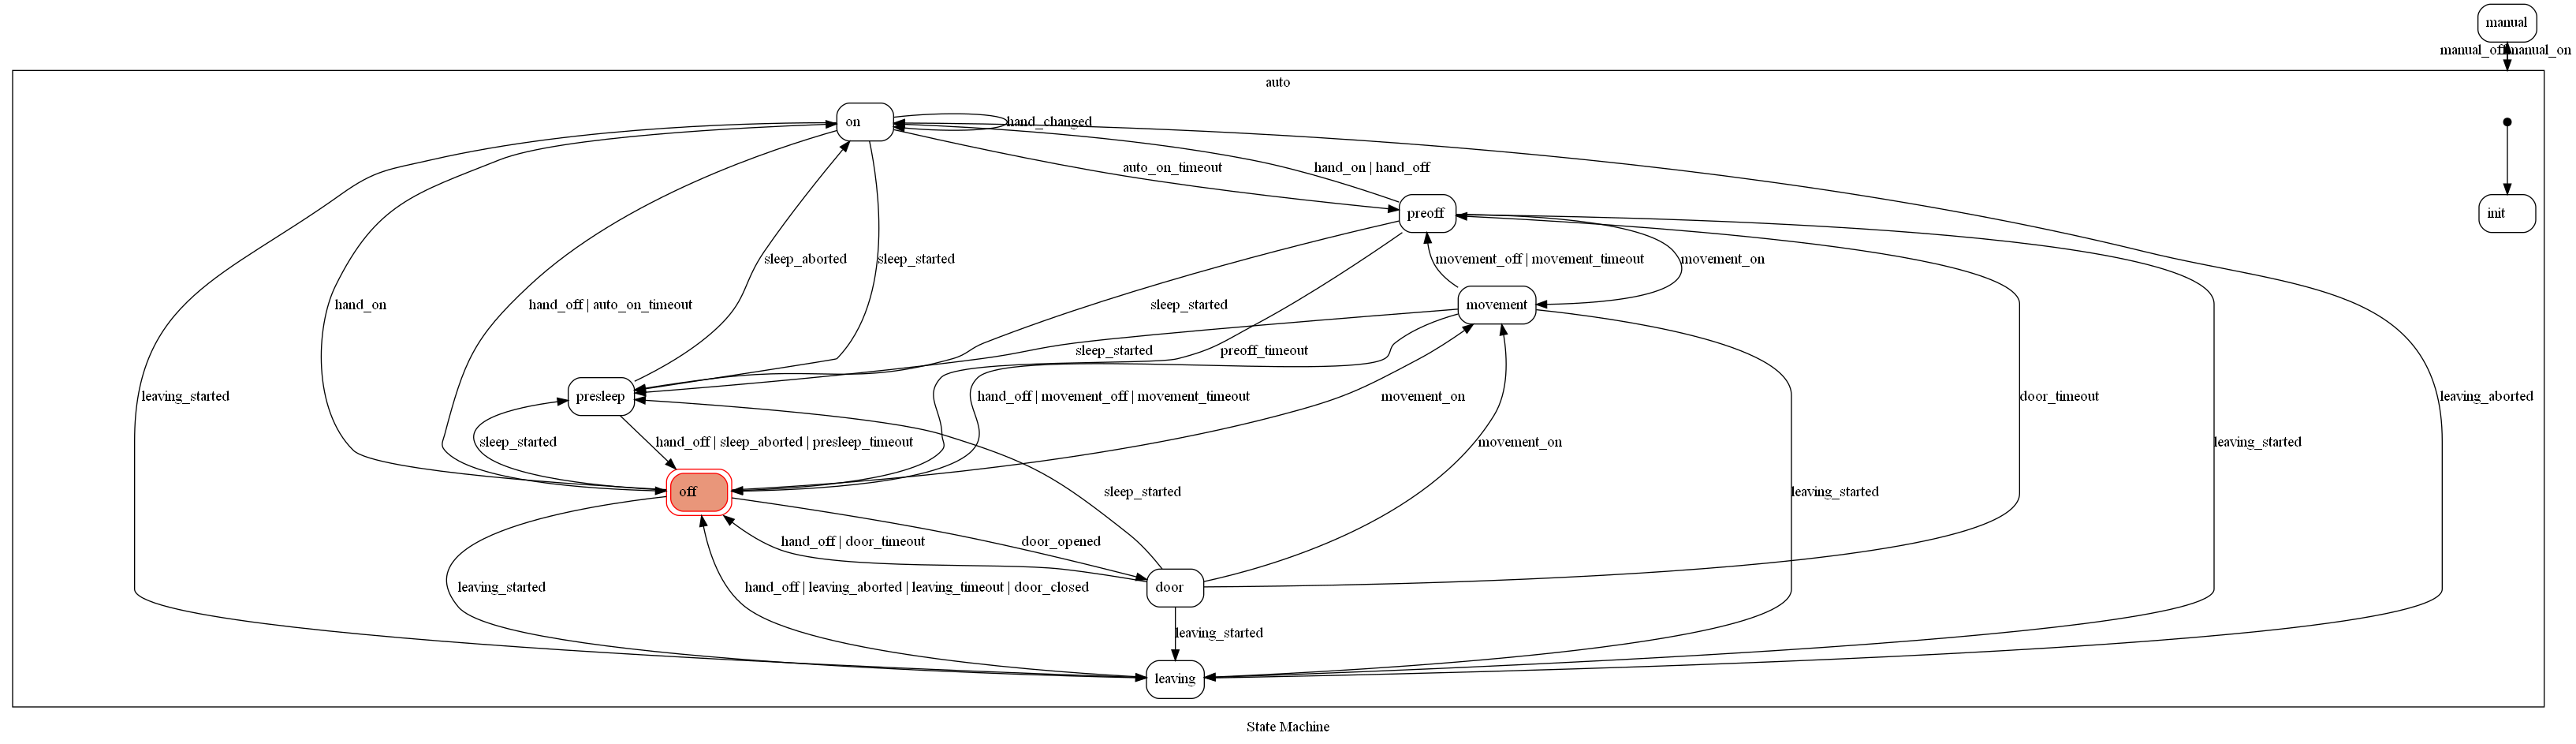 manual
manual_off manual_on
auto
on
hand_changed
auto_on_timeout
hand_on | hand_off
preoff
init
sleep_aborted
sleep_started
movement_off | movement_timeout
movement_on
hand_on
hand_off | auto_on_timeout
sleep_started
movement
sleep_started
preoff_timeout
leaving_started
presleep
hand_off | movement_off | movement_timeout
movement_on
door_timeout
leaving_aborted
sleep_started
hand_off | sleep_aborted | presleep_timeout
movement_on
leaving_started
off
sleep_started
leaving_started
hand_off | door_timeout
door_opened
leaving_started
hand_off | leaving_aborted | leaving_timeout | door_closed
door
leaving_started
leaving
State Machine